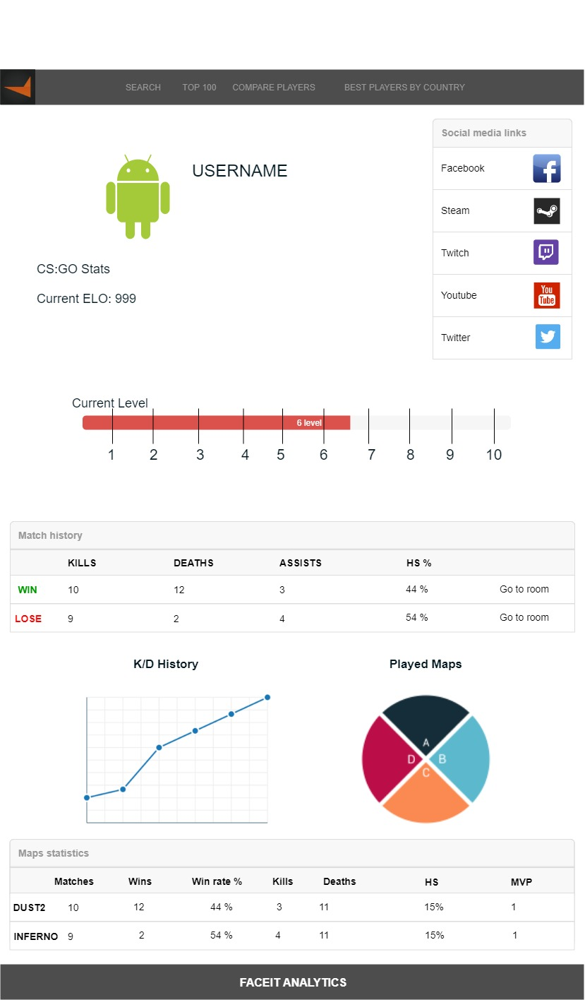 SEARCH TOP 100 COMPARE PLAYERS BEST PLAYERS BY COUNTRY
Social media links
USERNAME
Facebook
Steam
Twitch
You
Tube
Youtube
Twitter
CS:GO Stats
Current ELO: 999
Current Level
6 level
1 2 3 4 5 6 7 8 9 10
Match history
KILLS DEATHS ASSISTS HS %
WIN 10 12 3 44 % Go to room
LOSE 9 2 4 54 % Go to room
K/D History
Played Maps
A
B
C
D
Maps statistics
Matches Wins Win rate % Kills Deaths HS MVP
DUST2 10 12 44 % 3 11 15% 1
INFERNO 9 2 54 % 4 11 15% 1
FACEIT ANALYTICS